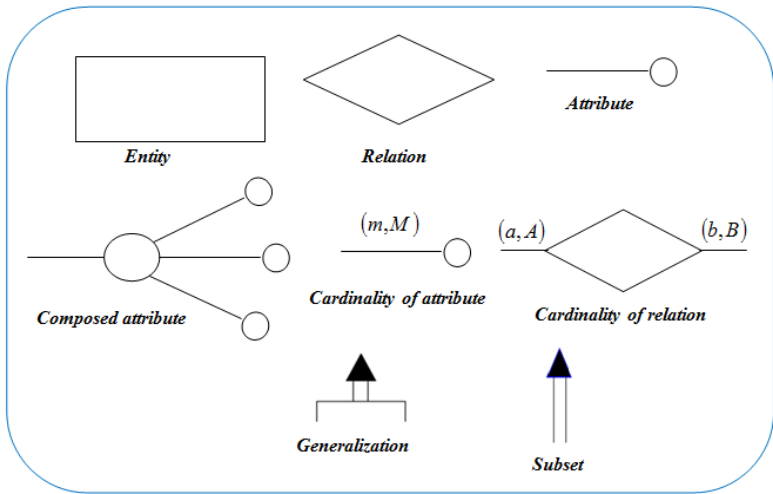 Entity
Relation
Attribute
(m,M)
(a,A)
(b,B)
Composed attribute
Cardinality of attribute
Cardinality of relation
Generalization
Subset